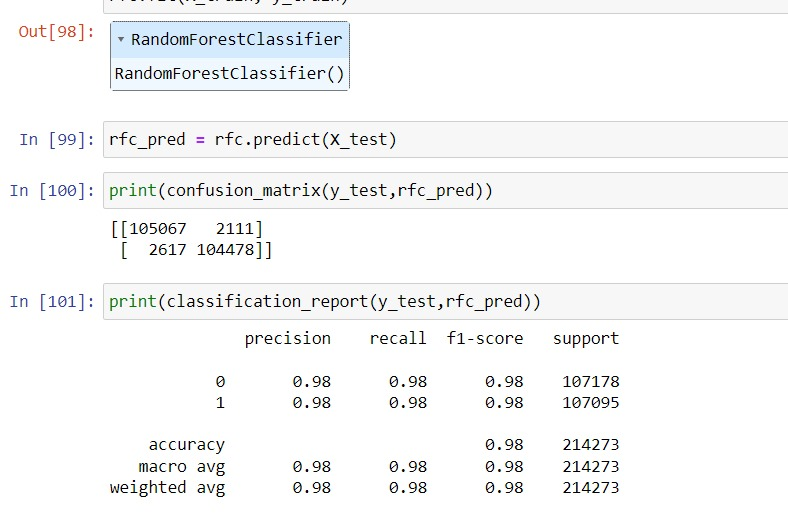 Out[98]:
▾ RandomForestClassifier
RandomForestClassifier()
In [99]: rfc_pred = rfc.predict(X_test)
In [100]: print(confusion_matrix(y_test,rfc_pred))
[[105067   2111]
 [  2617 104478]]
In [101]: print(classification_report(y_test,rfc_pred))
precision    recall  f1-score   support
0       0.98      0.98      0.98    107178
1       0.98      0.98      0.98    107095
accuracy                           0.98    214273
macro avg       0.98      0.98      0.98    214273
weighted avg       0.98      0.98      0.98    214273